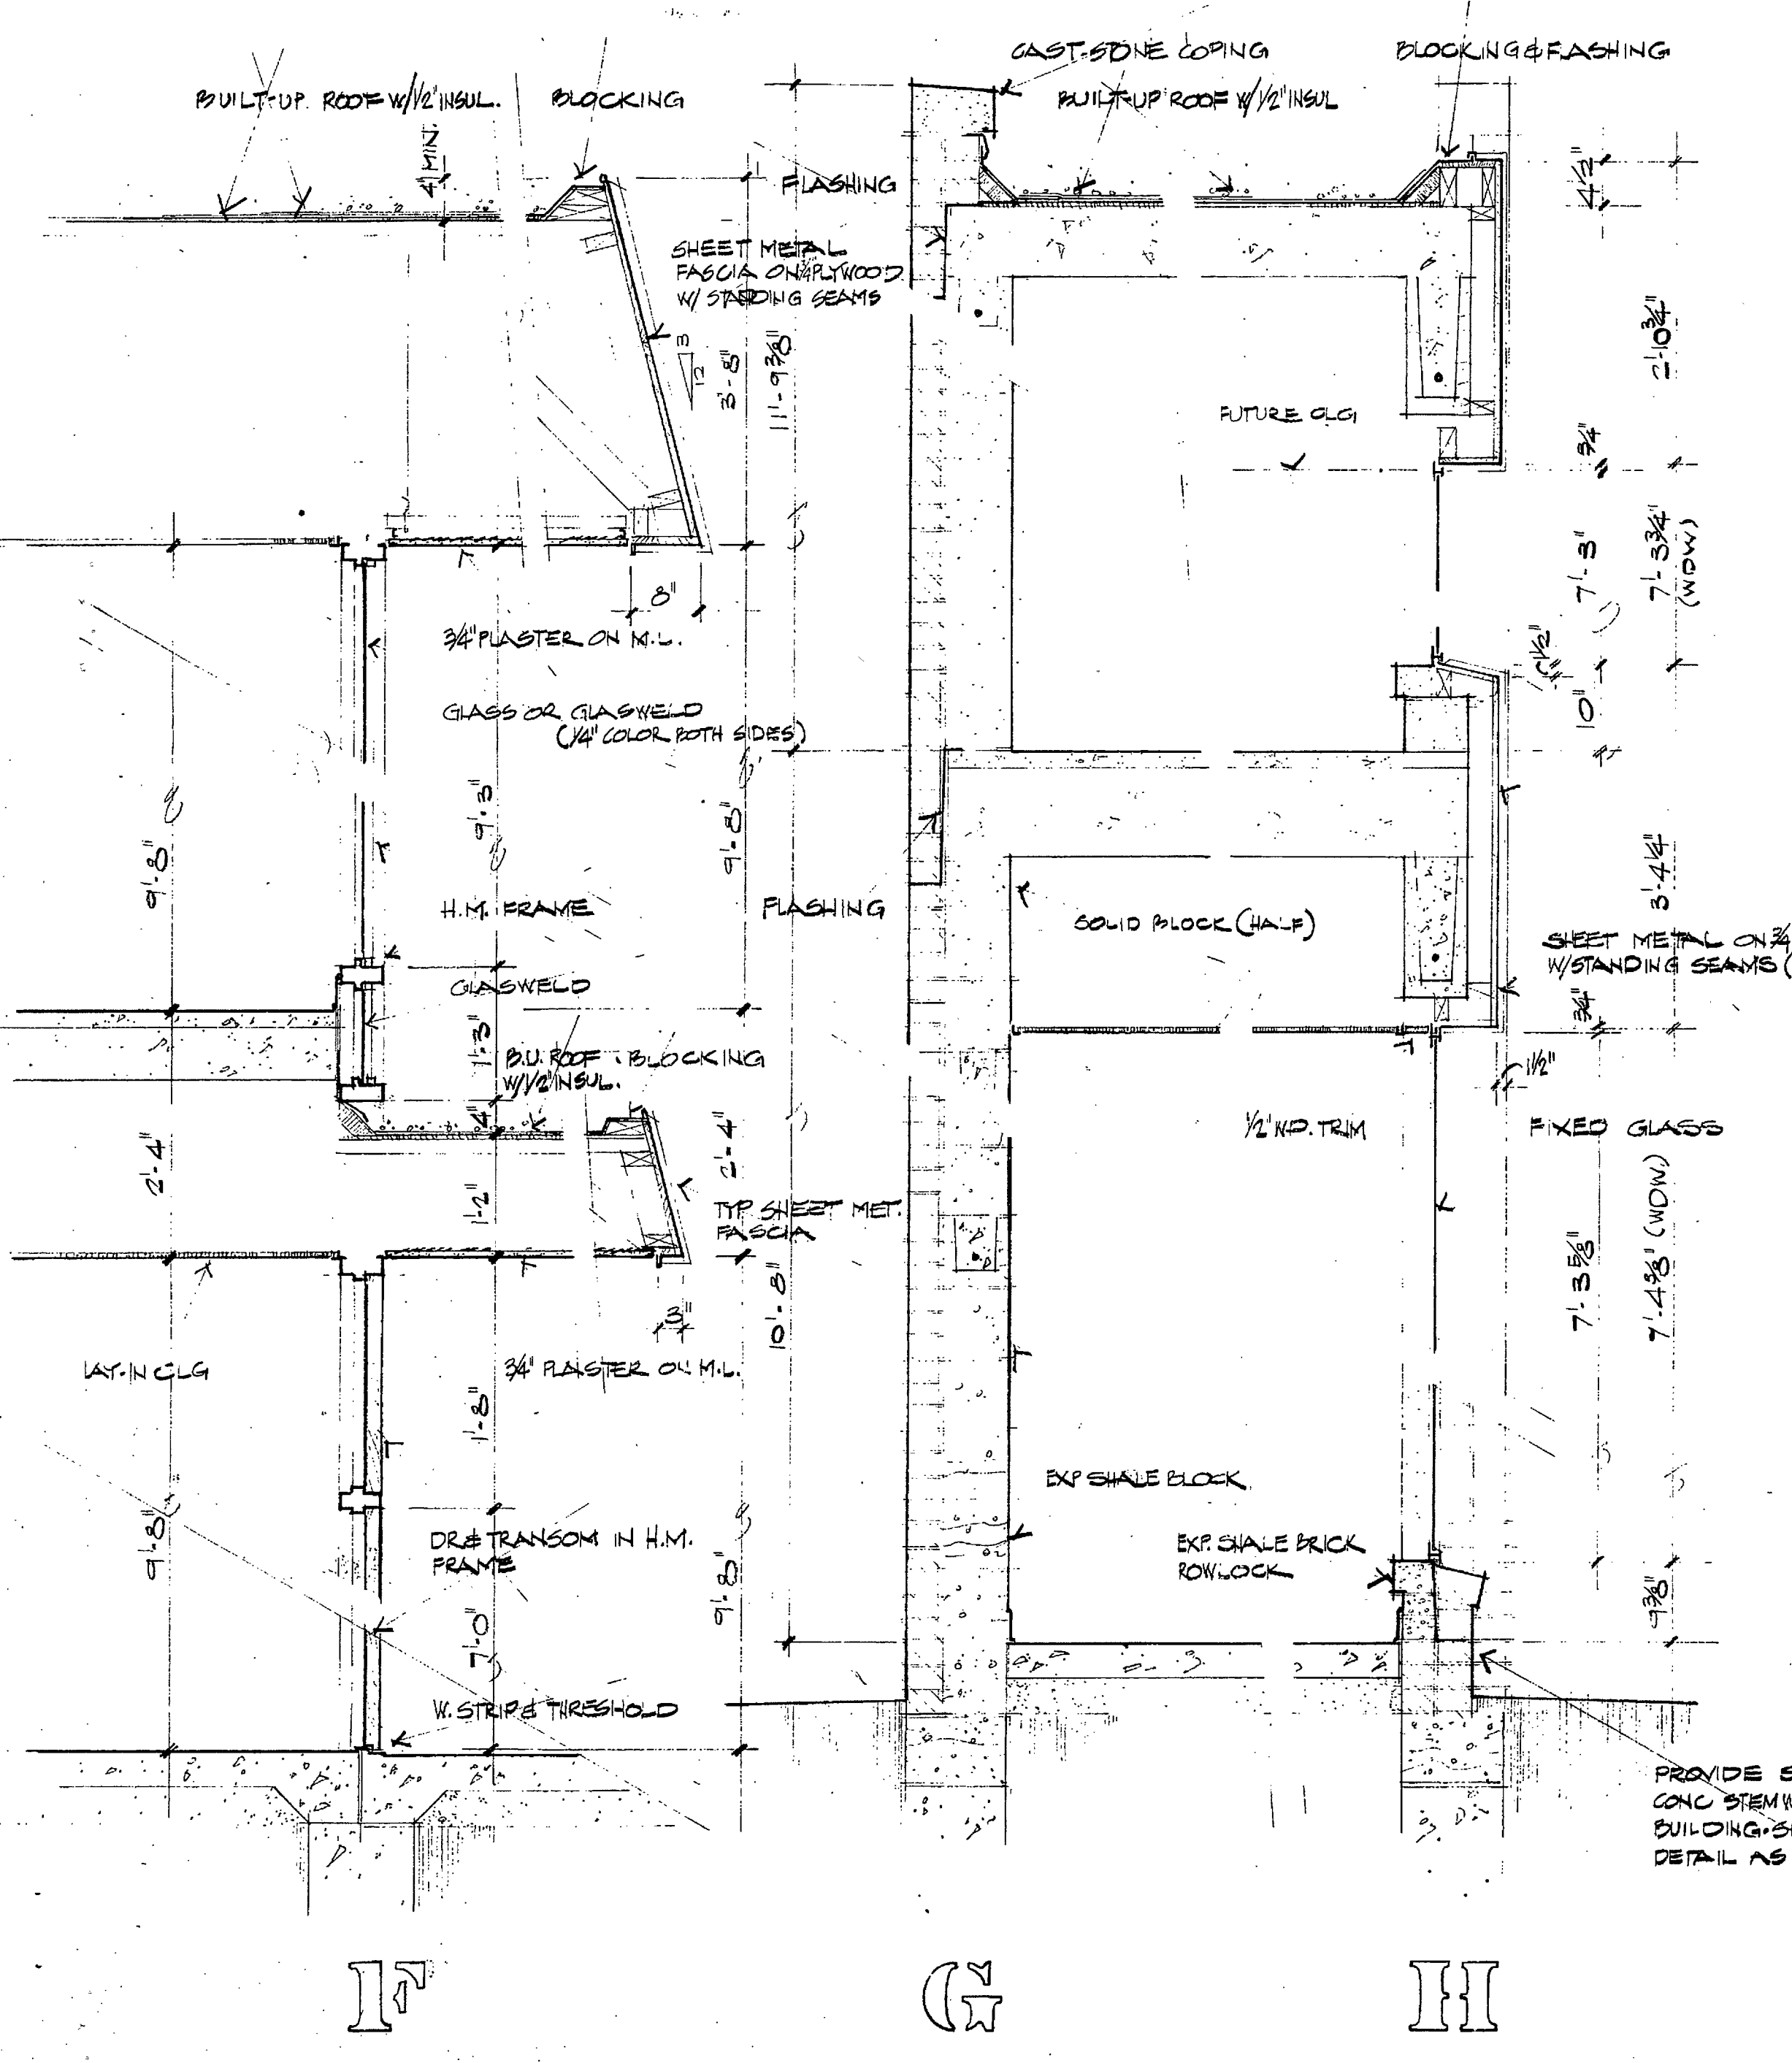 CAST-STONE COPING
BLOCKING & FLASHING
BUILT-UP ROOF W/1/2" INSUL.
BLOCKING
BUILT-UP ROOF W/1/2" INSUL
4" MIN.
FLASHING
4 1/2"
SHEET METAL
FASCIA ON 3/4 PLYWOOD
W/ STANDING SEAMS
3
12
3'-8"
11'-9 3/8"
2'-10 3/4"
FUTURE CLG
3/4"
7'-3"
7'-3 3/4"
(WDW)
8"
3/4" PLASTER ON M.L.
1 1/2"
10"
GLASS OR GLASWELD
(1/4" COLOR BOTH SIDES)
9'-8"
9'-3"
9'-8"
3'-4 1/4"
H.M. FRAME
FLASHING
SOLID BLOCK (HALF)
SHEET METAL ON 3/4
W/STANDING SEAMS (
GLASWELD
3/4"
1'-3"
B.U. ROOF
BLOCKING
W/1/2" INSUL.
1 1/2"
4"
2'-4"
1/2" WD. TRIM
FIXED GLASS
2'-4"
1'-2"
TYP SHEET MET.
FASCIA
7'-3 5/8"
7'-4 5/8" (WDW.)
3"
10'-8"
LAY-IN CLG
3/4" PLASTER ON M.L.
1'-8"
EXP SHALE BLOCK
9'-8"
DR & TRANSOM IN H.M.
FRAME
EXP. SHALE BRICK
ROWLOCK
9'-8"
9 3/8"
7'-0"
W. STRIP & THRESHOLD
PROVIDE
CONC STEM
BUILDING
DETAIL AS
F
G
H